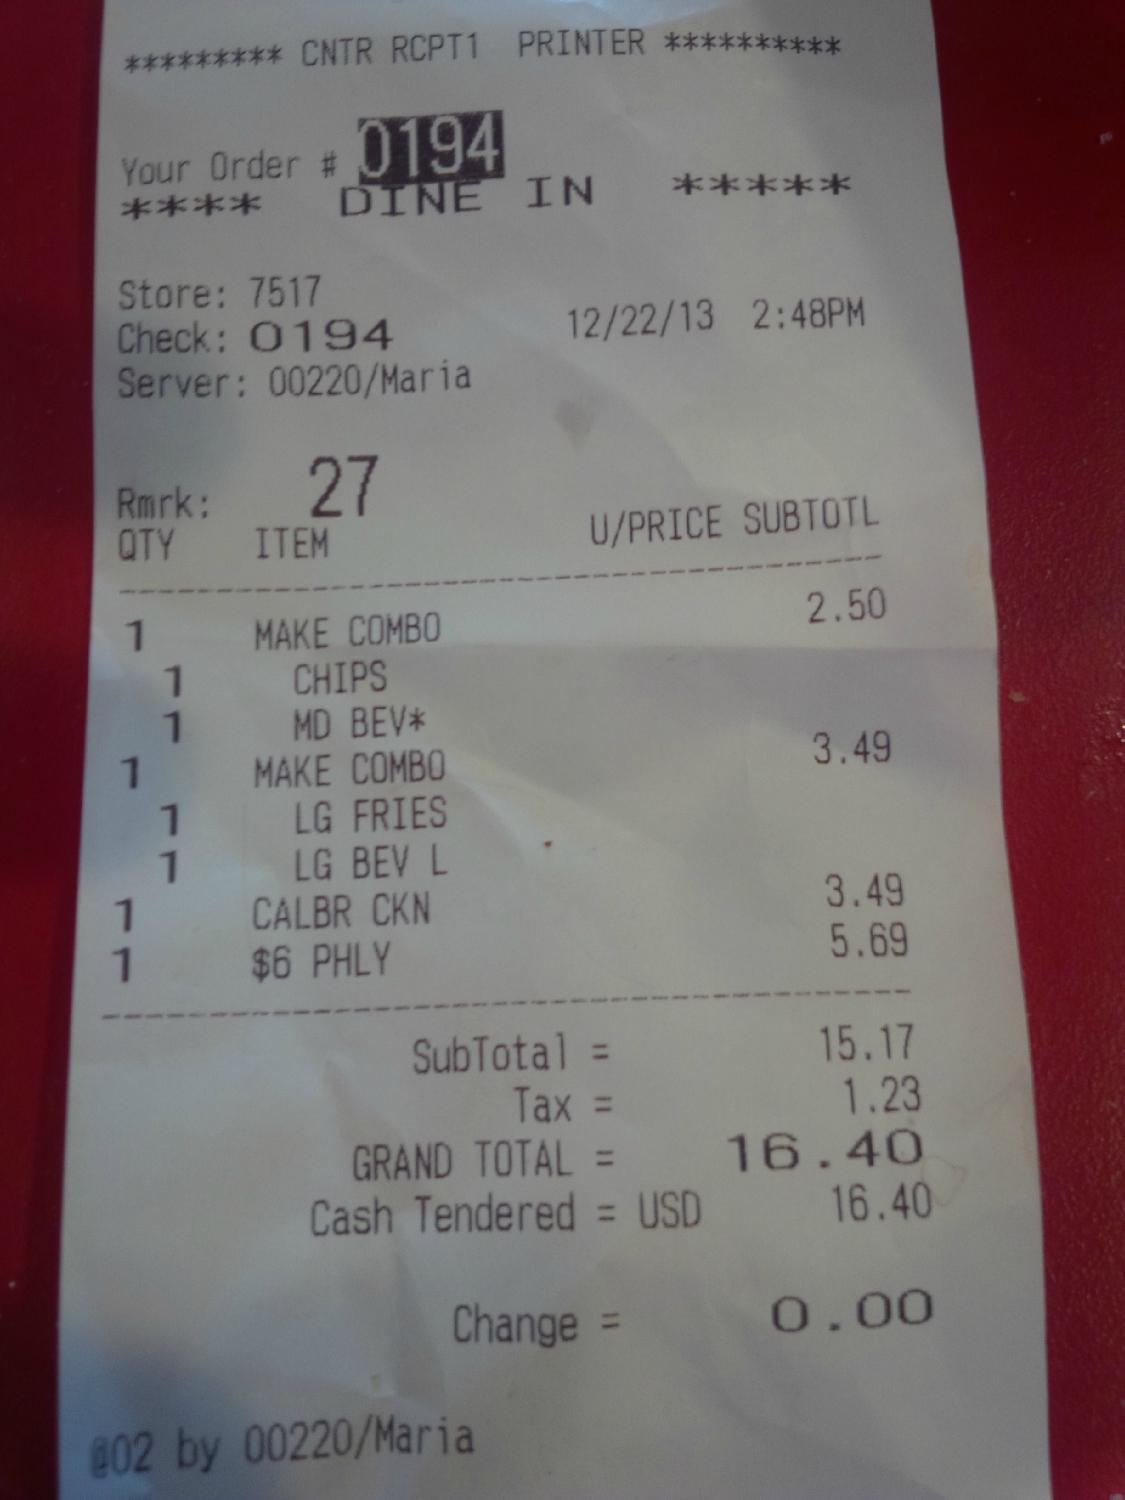 ********* CNTR RCPT1 PRINTER **********
Your Order # 0194
**** DINE IN *****
Store: 7517
Check: 0194 12/22/13 2:48PM
Server: 00220/Maria
Rmrk: 27
QTY ITEM U/PRICE SUBTOTL
1 MAKE COMBO 2.50
1 CHIPS
1 MD BEV*
1 MAKE COMBO 3.49
1 LG FRIES
1 LG BEV L
1 CALBR CKN 3.49
1 $6 PHLY 5.69
SubTotal = 15.17
Tax = 1.23
GRAND TOTAL = 16.40
Cash Tendered = USD 16.40
Change = 0.00
@02 by 00220/Maria